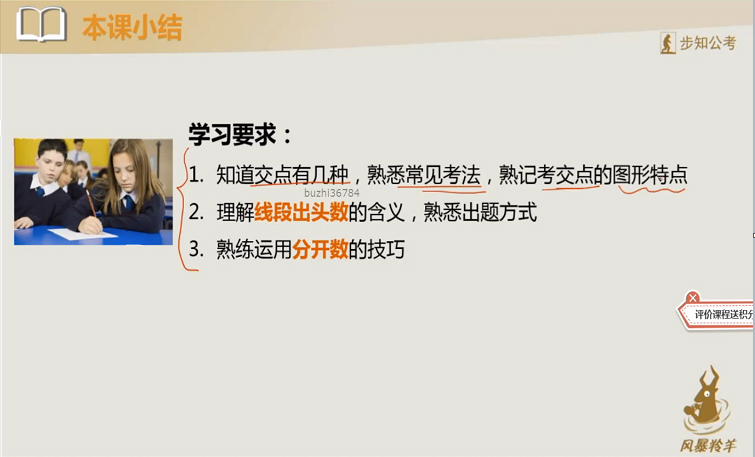 本课小结
步知公考
学习要求：
1. 知道交点有几种，熟悉常见考法，熟记考交点的图形特点
buzhi36784
2. 理解线段出头数的含义，熟悉出题方式
3. 熟练运用分开数的技巧
评价课程送积分
风暴羚羊